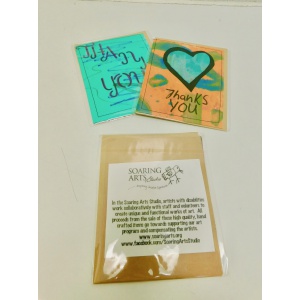 THANK
YOU
Thanks
YOU
SOARING
ARTS Studio
In the Soaring Arts Studio, artists with disabilities
work collaboratively with staff and volunteers to
create unique and functional works of art. All
proceeds from the sale of these high quality, local
crafted items go towards supporting our art
program and compensating the artists.
www.soaringarts.org
www.facebook.com/SoaringArtsStudio